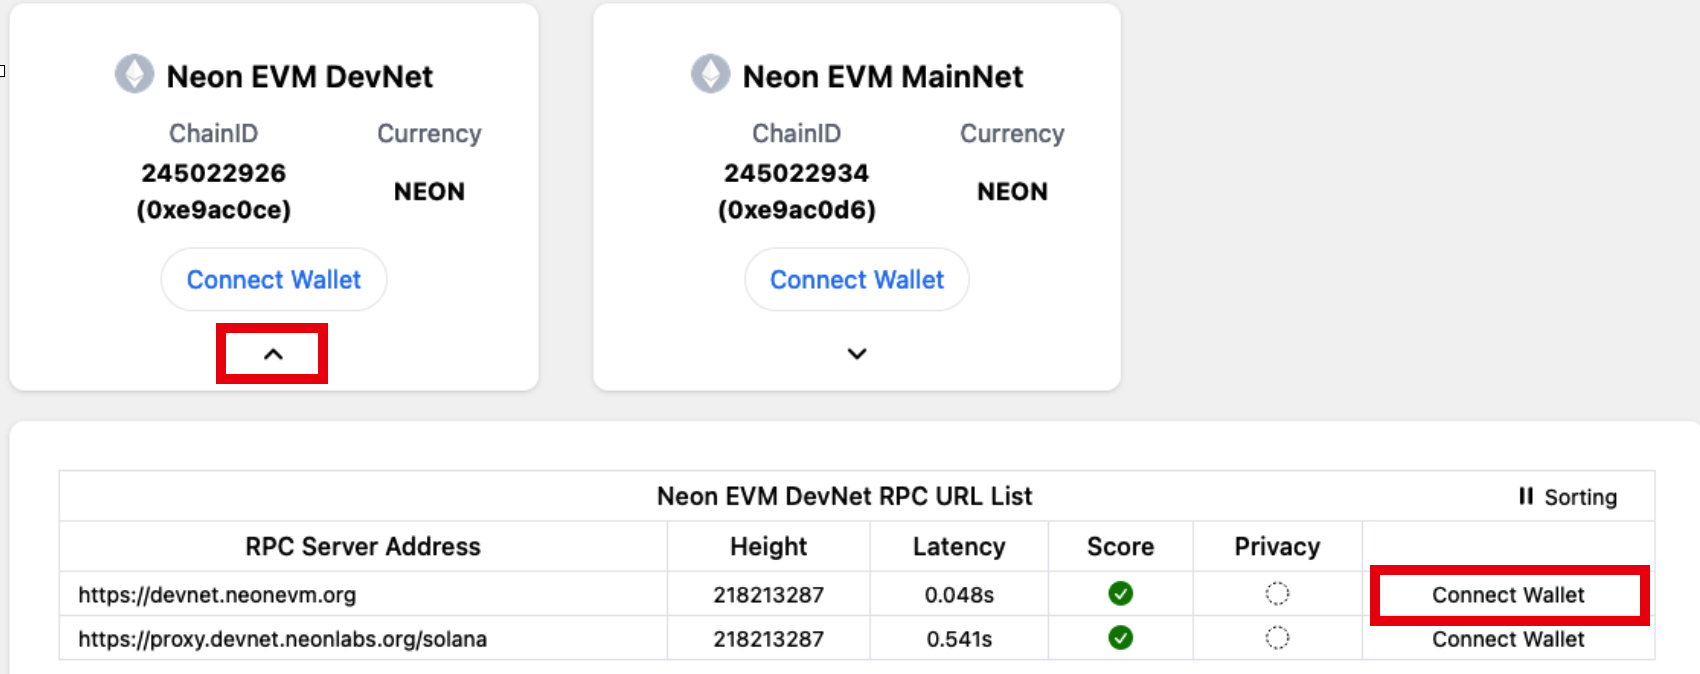 Neon EVM DevNet
ChainID
Currency
245022926
(0xe9ac0ce)
NEON
Connect Wallet
Neon EVM MainNet
ChainID
Currency
245022934
(0xe9ac0d6)
NEON
Connect Wallet
Neon EVM DevNet RPC URL List
Sorting
RPC Server Address Height Latency Score Privacy
https://devnet.neonevm.org 218213287 0.048s Connect Wallet
https://proxy.devnet.neonlabs.org/solana 218213287 0.541s Connect Wallet